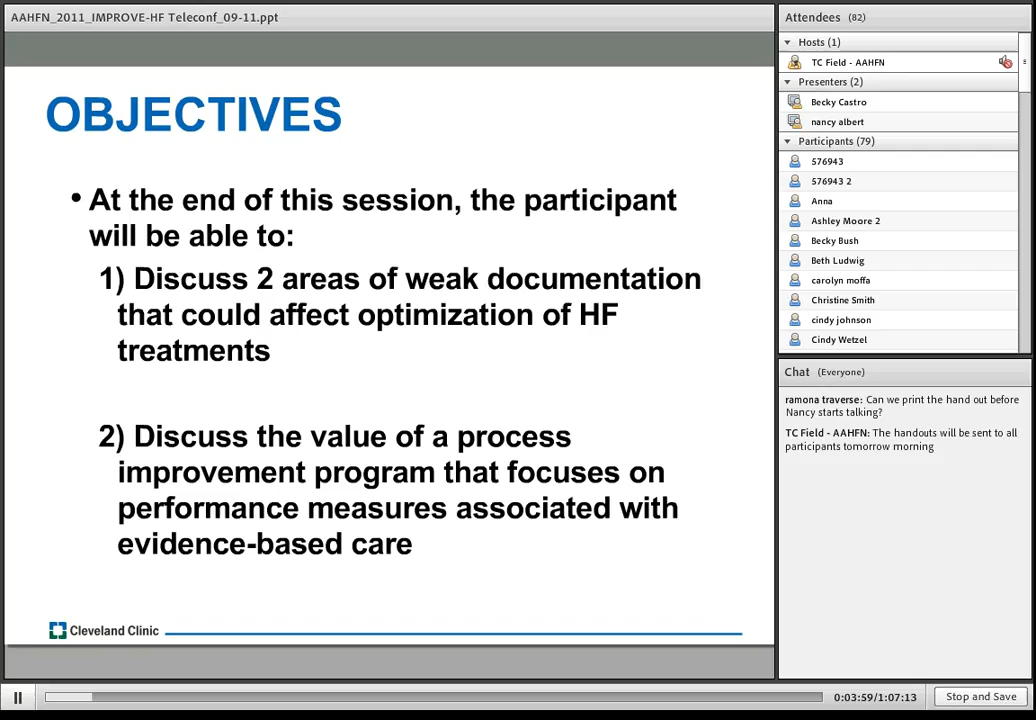 AAHFN_2011_IMPROVE-HF Teleconf_09-11.ppt
OBJECTIVES
• At the end of this session, the participant
will be able to:
1) Discuss 2 areas of weak documentation
that could affect optimization of HF
treatments
2) Discuss the value of a process
improvement program that focuses on
performance measures associated with
evidence-based care
Cleveland Clinic
Attendees (82)
Hosts (1)
TC Field - AAHFN
Presenters (2)
Becky Castro
nancy albert
Participants (79)
576943
576943 2
Anna
Ashley Moore 2
Becky Bush
Beth Ludwig
carolyn moffa
Christine Smith
cindy johnson
Cindy Wetzel
Chat (Everyone)
ramona traverse: Can we print the hand out before
Nancy starts talking?
TC Field - AAHFN: The handouts will be sent to all
participants tomorrow morning
0:03:59/1:07:13
Stop and Save